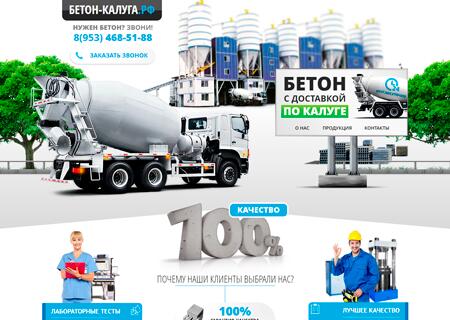 БЕТОН-КАЛУГА.РФ
НУЖЕН БЕТОН? ЗВОНИ!
8(953) 468-51-88
ЗАКАЗАТЬ ЗВОНОК
БЕТОН
С ДОСТАВКОЙ
ПО КАЛУГЕ
О НАС ПРОДУКЦИЯ КОНТАКТЫ
КАЧЕСТВО
100%
ПОЧЕМУ НАШИ КЛИЕНТЫ ВЫБРАЛИ НАС?
ЛАБОРАТОРНЫЕ ТЕСТЫ
100%
ЛУЧШЕЕ КАЧЕСТВО